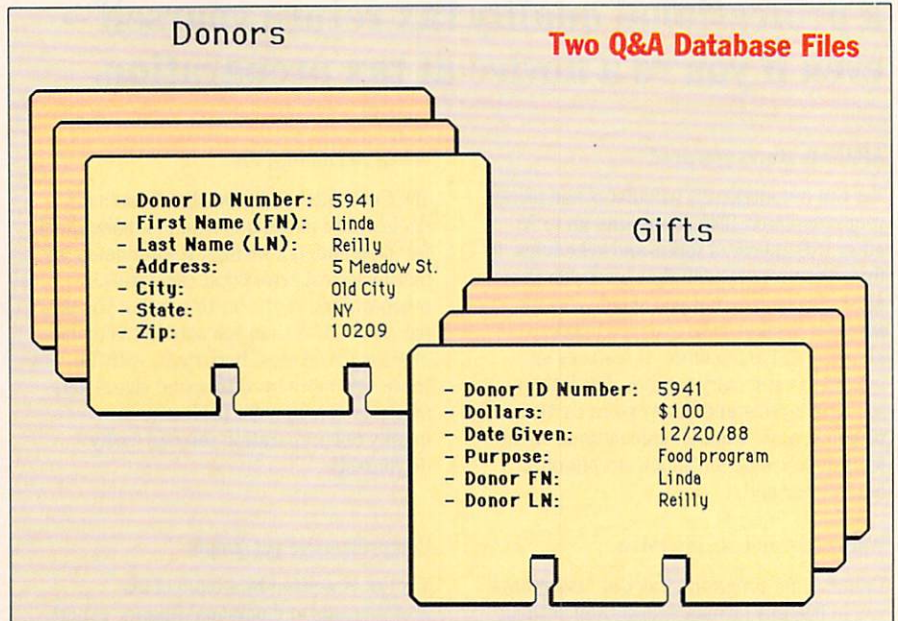 Donors
Two Q&A Database Files
- Donor ID Number: 5941
- First Name (FN): Linda
- Last Name (LN): Reilly
- Address: 5 Meadow St.
- City: Old City
- State: NY
- Zip: 10209
Gifts
- Donor ID Number: 5941
- Dollars: $100
- Date Given: 12/20/88
- Purpose: Food program
- Donor FN: Linda
- Donor LN: Reilly